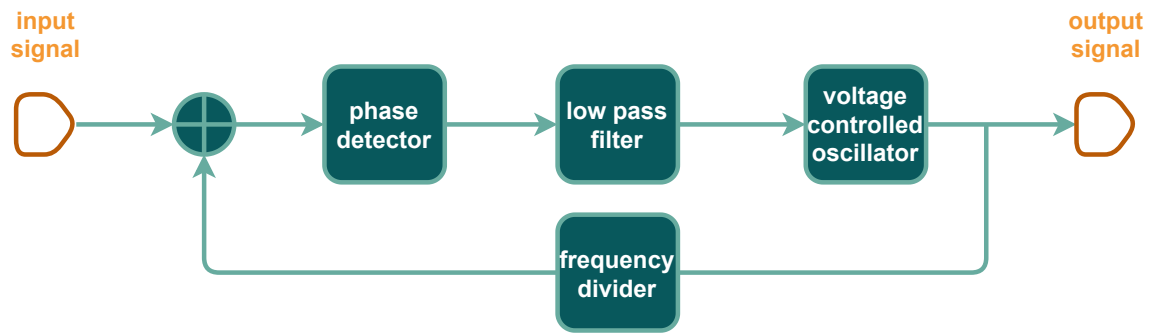 input
signal
output
signal
phase
detector
low pass
filter
voltage
controlled
oscillator
frequency
divider